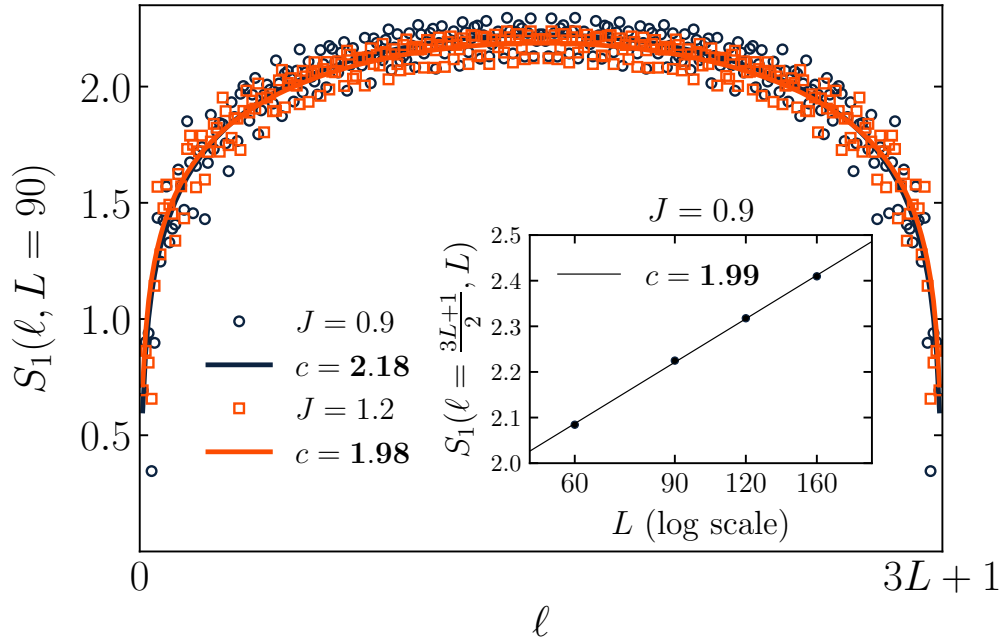 S₁(ℓ, L = 90)
2.0
1.5
1.0
0.5
J = 0.9
c = 2.18
J = 1.2
c = 1.98
0
3L + 1
ℓ
J = 0.9
S₁(ℓ = \frac{3L+1}{2}, L)
2.5
2.4
2.3
2.2
2.1
2.0
c = 1.99
60 90 120 160
L (log scale)